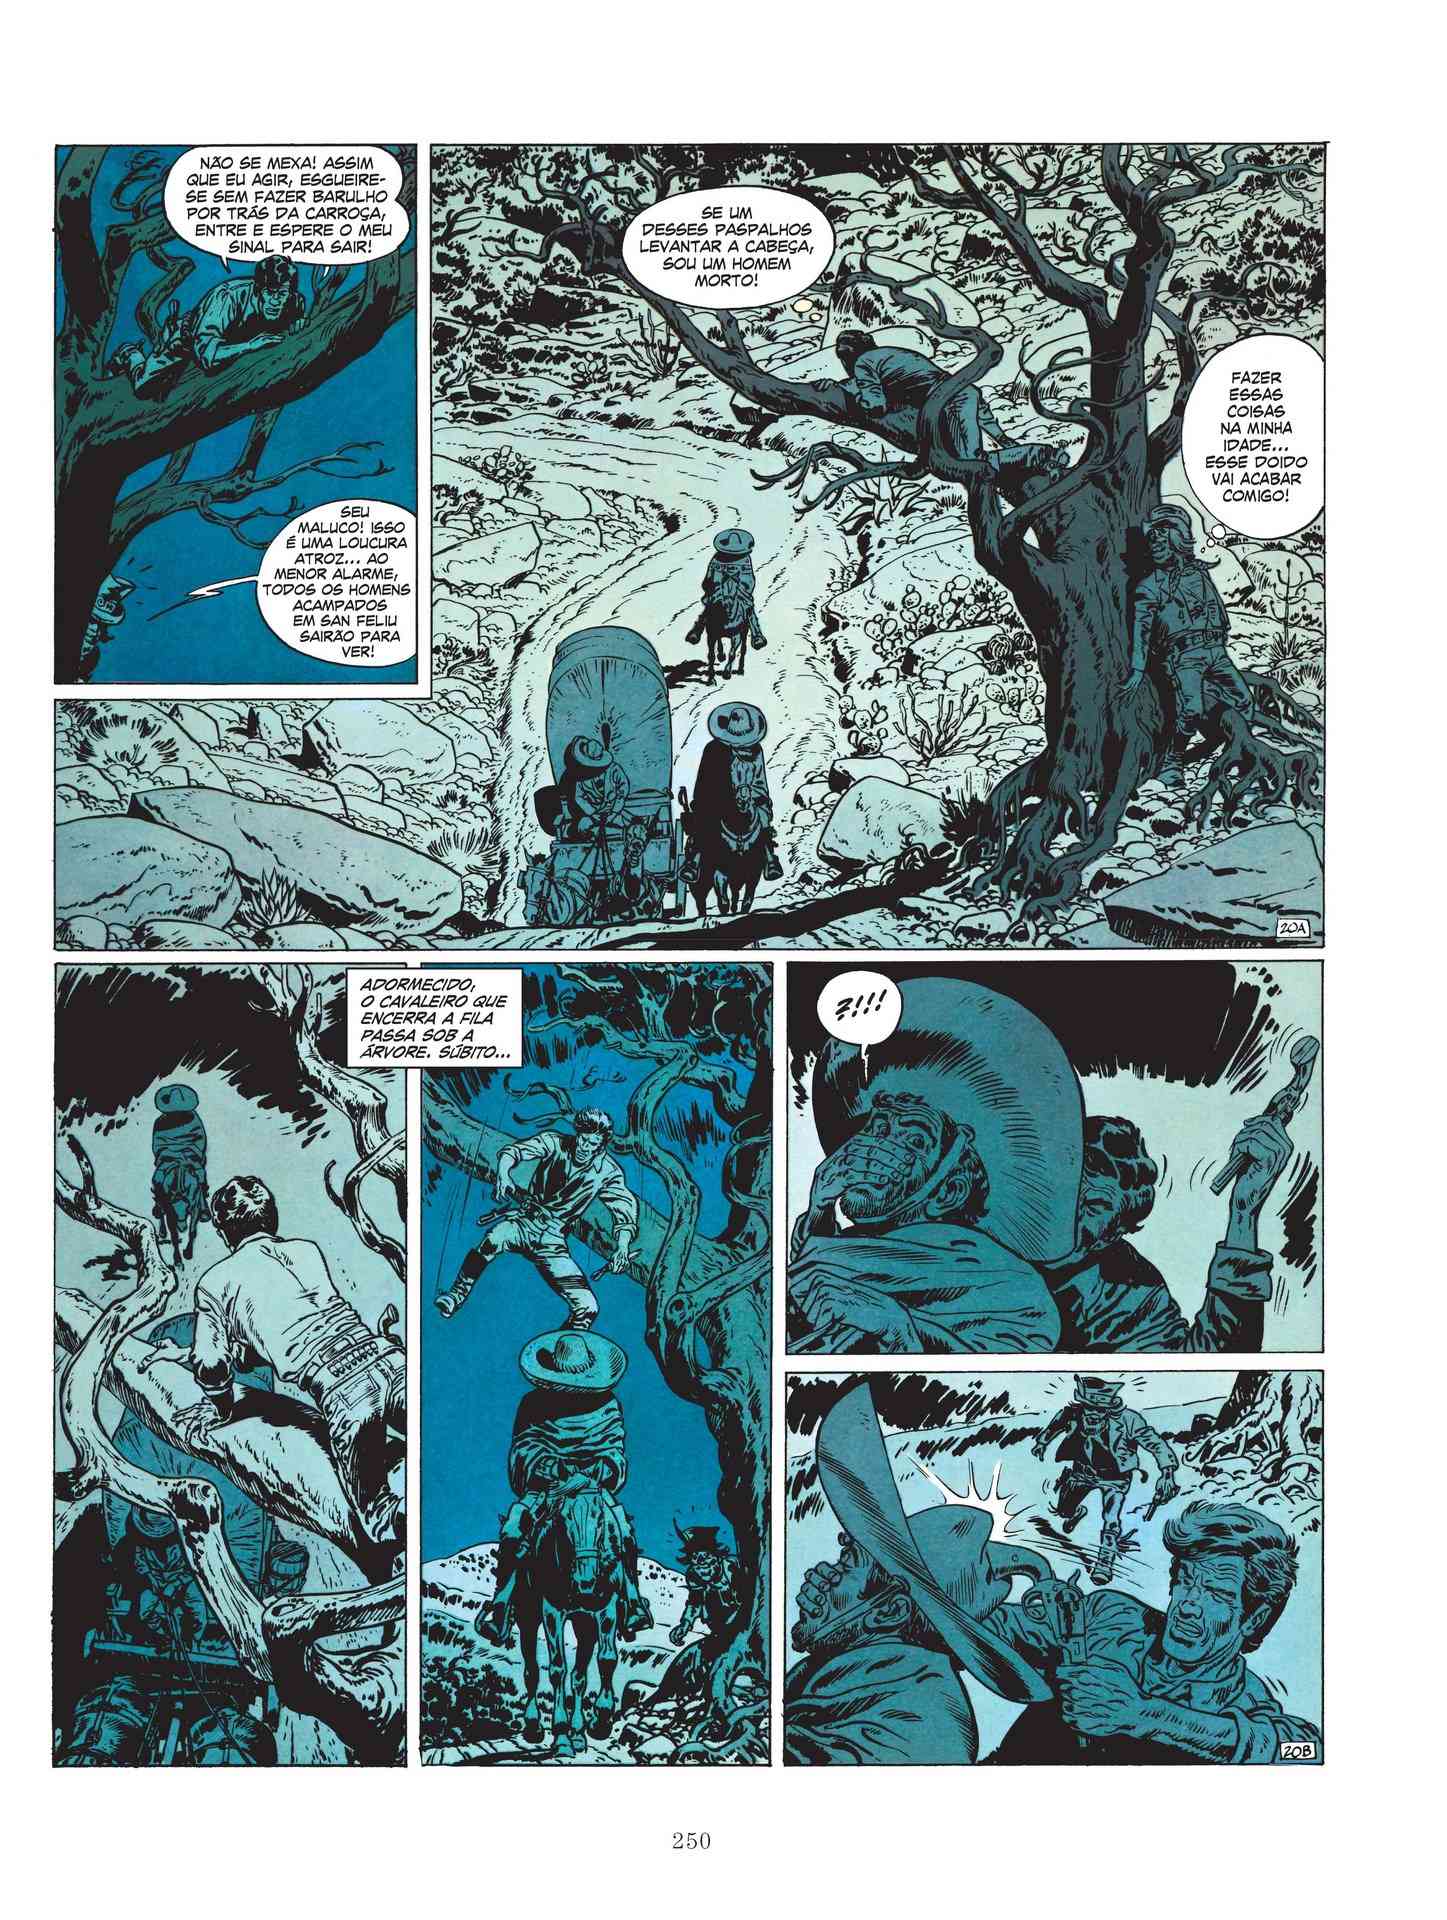 NÃO SE MEXA! ASSIM
QUE EU AGIR, ESGUEIRE-
SE SEM FAZER BARULHO
POR TRÁS DA CARROÇA,
ENTRE E ESPERE O MEU
SINAL PARA SAIR!
SEU
MALUCO! ISSO
É UMA LOUCURA
ATROZ... AO
MENOR ALARME,
TODOS OS HOMENS
ACAMPADOS
EM SAN FELIU
SAIRÃO PARA
VER!
SE UM
DESSES PASPALHOS
LEVANTAR A CABEÇA,
SOU UM HOMEM
MORTO!
FAZER
ESSAS
COISAS
NA MINHA
IDADE...
ESSE DOIDO
VAI ACABAR
COMIGO!
20A
ADORMECIDO,
O CAVALEIRO QUE
ENCERRA A FILA
PASSA SOB A
ÁRVORE. SÚBITO...
?!!!
20B
250